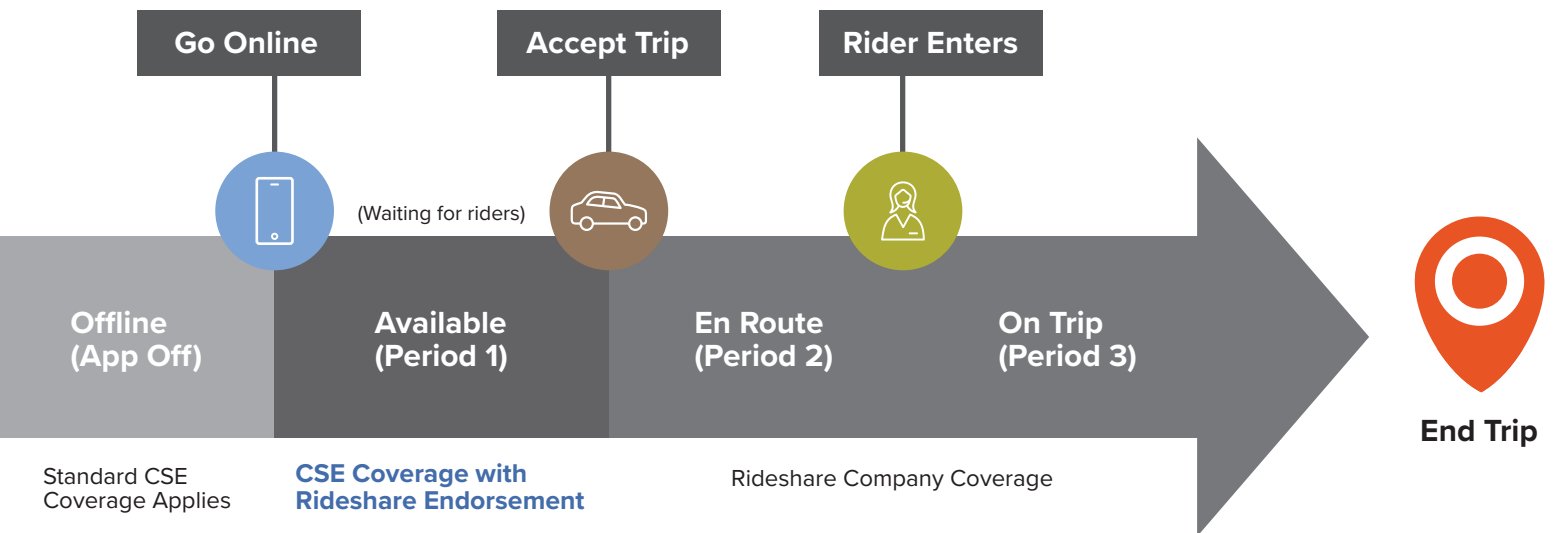 Go Online
Accept Trip
Rider Enters
(Waiting for riders)
Offline
(App Off)
Available
(Period 1)
En Route
(Period 2)
On Trip
(Period 3)
End Trip
Standard CSE
Coverage Applies
CSE Coverage with
Rideshare Endorsement
Rideshare Company Coverage